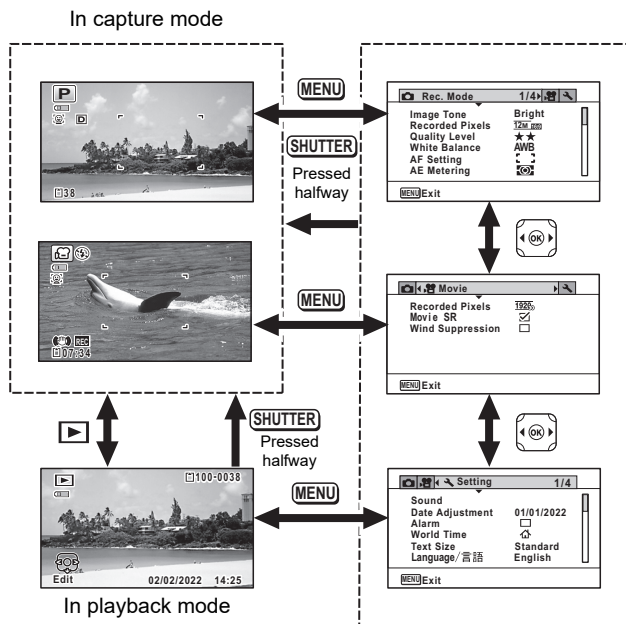 In capture mode
P
D
38
MENU
SHUTTER
Pressed
halfway
Rec. Mode 1/4
Image Tone Bright
Recorded Pixels 12M
Quality Level ★★
White Balance AWB
AF Setting
AE Metering
MENU Exit
OK
REC
07:34
MENU
Movie
Recorded Pixels 1920
Movie SR ☑
Wind Suppression ☐
MENU Exit
OK
SHUTTER
Pressed
halfway
100-0038
Edit 02/02/2022 14:25
MENU
Setting 1/4
Sound
Date Adjustment 01/01/2022
Alarm ☐
World Time
Text Size Standard
Language/言語 English
MENU Exit
In playback mode